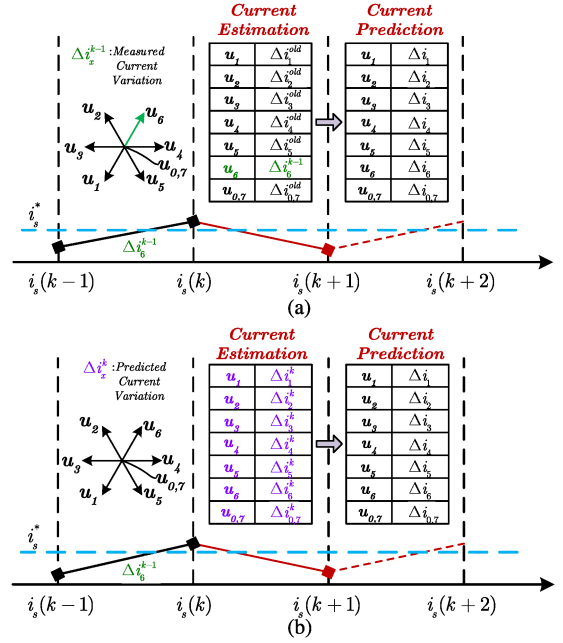 Current Estimation
Current Prediction
Δi_x^{k-1} : Measured
Current
Variation
u_2 u_6
u_3 u_4
u_{0,7}
u_1 u_5
u_1 Δi_1^{old} u_1 Δi_1
u_2 Δi_2^{old} u_2 Δi_2
u_3 Δi_3^{old} u_3 Δi_3
u_4 Δi_4^{old} u_4 Δi_4
u_5 Δi_5^{old} u_5 Δi_5
u_6 Δi_6^{k-1} u_6 Δi_6
u_{0,7} Δi_{0,7}^{old} u_{0,7} Δi_{0,7}
i_s^*
Δi_6^{k-1}
i_s(k-1) i_s(k) i_s(k+1) i_s(k+2)
(a)
Current Estimation
Current Prediction
Δi_x^k : Predicted
Current
Variation
u_2 u_6
u_3 u_4
u_{0,7}
u_1 u_5
u_1 Δi_1^k u_1 Δi_1
u_2 Δi_2^k u_2 Δi_2
u_3 Δi_3^k u_3 Δi_3
u_4 Δi_4^k u_4 Δi_4
u_5 Δi_5^k u_5 Δi_5
u_6 Δi_6^k u_6 Δi_6
u_{0,7} Δi_{0,7}^k u_{0,7} Δi_{0,7}
i_s^*
Δi_6^{k-1}
i_s(k-1) i_s(k) i_s(k+1) i_s(k+2)
(b)